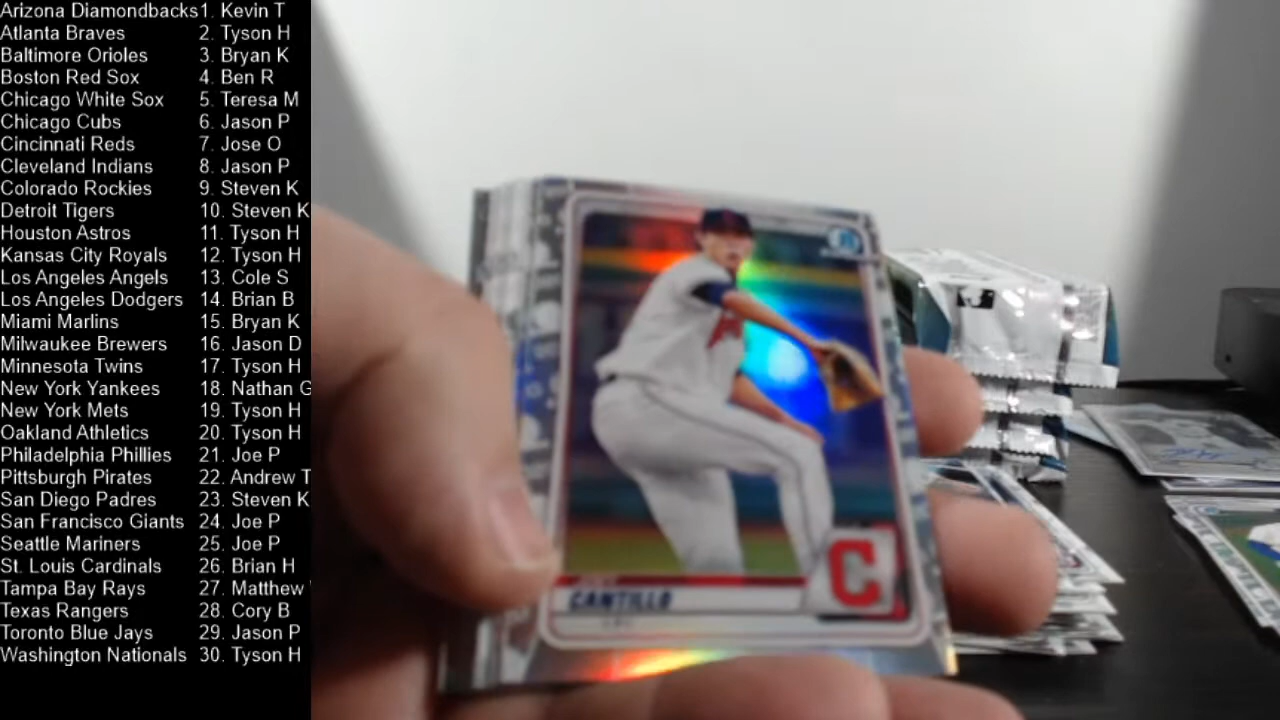 Arizona Diamondbacks 1. Kevin T
Atlanta Braves 2. Tyson H
Baltimore Orioles 3. Bryan K
Boston Red Sox 4. Ben R
Chicago White Sox 5. Teresa M
Chicago Cubs 6. Jason P
Cincinnati Reds 7. Jose O
Cleveland Indians 8. Jason P
Colorado Rockies 9. Steven K
Detroit Tigers 10. Steven K
Houston Astros 11. Tyson H
Kansas City Royals 12. Tyson H
Los Angeles Angels 13. Cole S
Los Angeles Dodgers 14. Brian B
Miami Marlins 15. Bryan K
Milwaukee Brewers 16. Jason D
Minnesota Twins 17. Tyson H
New York Yankees 18. Nathan G
New York Mets 19. Tyson H
Oakland Athletics 20. Tyson H
Philadelphia Phillies 21. Joe P
Pittsburgh Pirates 22. Andrew T
San Diego Padres 23. Steven K
San Francisco Giants 24. Joe P
Seattle Mariners 25. Joe P
St. Louis Cardinals 26. Brian H
Tampa Bay Rays 27. Matthew
Texas Rangers 28. Cory B
Toronto Blue Jays 29. Jason P
Washington Nationals 30. Tyson H
C
CANTILLO